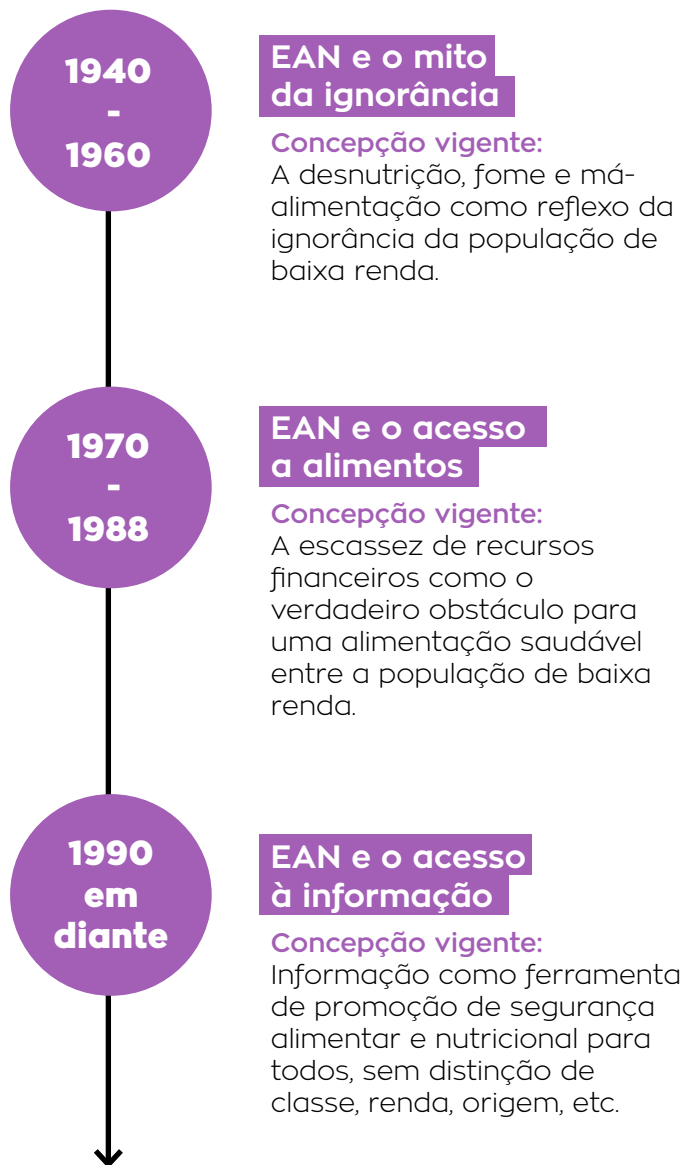 1940
-
1960
EAN e o mito
da ignorância
Concepção vigente:
A desnutrição, fome e má-
alimentação como reflexo da
ignorância da população de
baixa renda.
1970
-
1988
EAN e o acesso
a alimentos
Concepção vigente:
A escassez de recursos
financeiros como o
verdadeiro obstáculo para
uma alimentação saudável
entre a população de baixa
renda.
1990
em
diante
EAN e o acesso
à informação
Concepção vigente:
Informação como ferramenta
de promoção de segurança
alimentar e nutricional para
todos, sem distinção de
classe, renda, origem, etc.